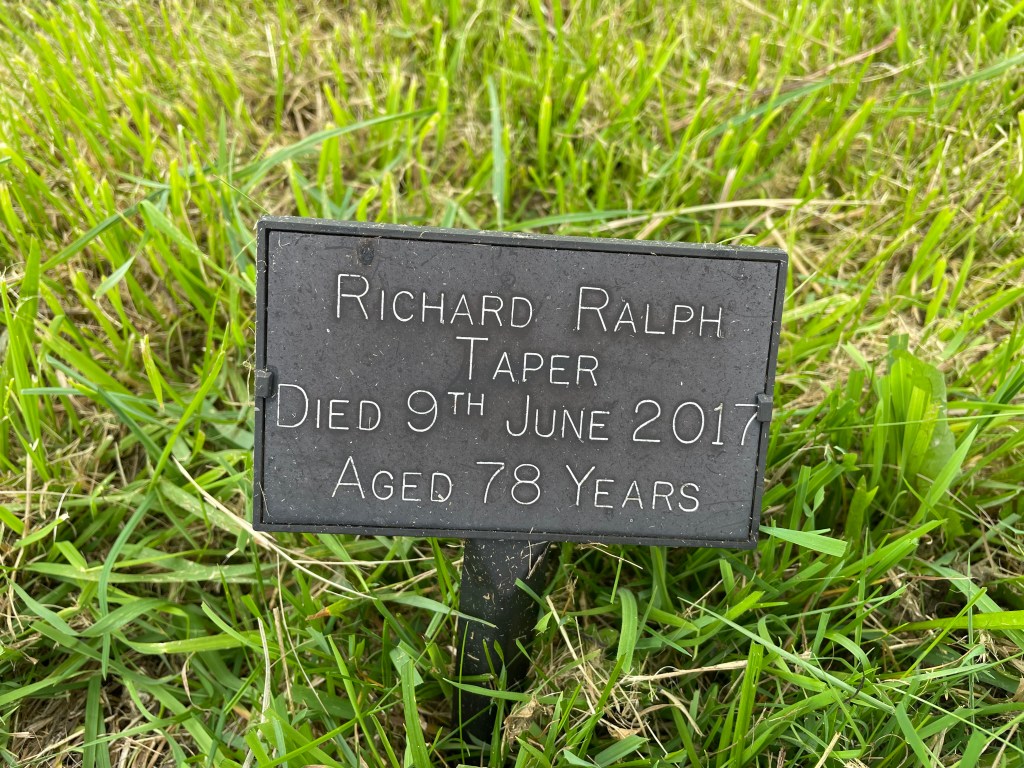 Richard Ralph
Taper
Died 9th June 2017
Aged 78 Years